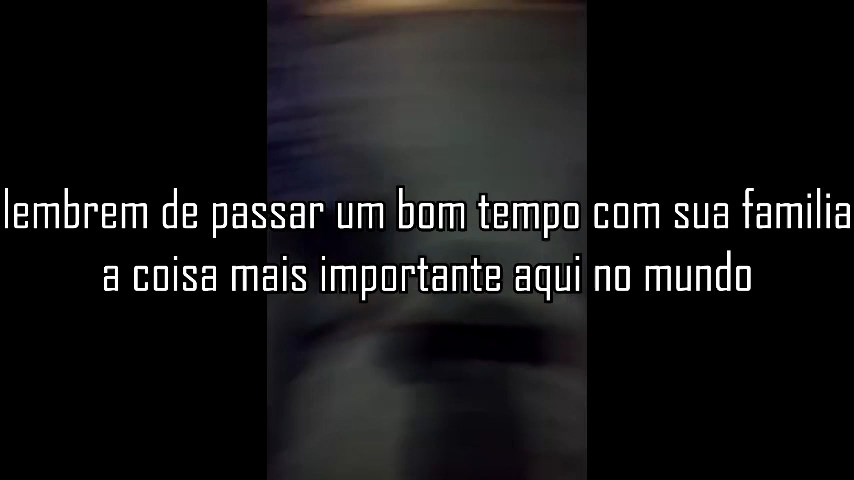 lembrem de passar um bom tempo com sua familia
a coisa mais importante aqui no mundo